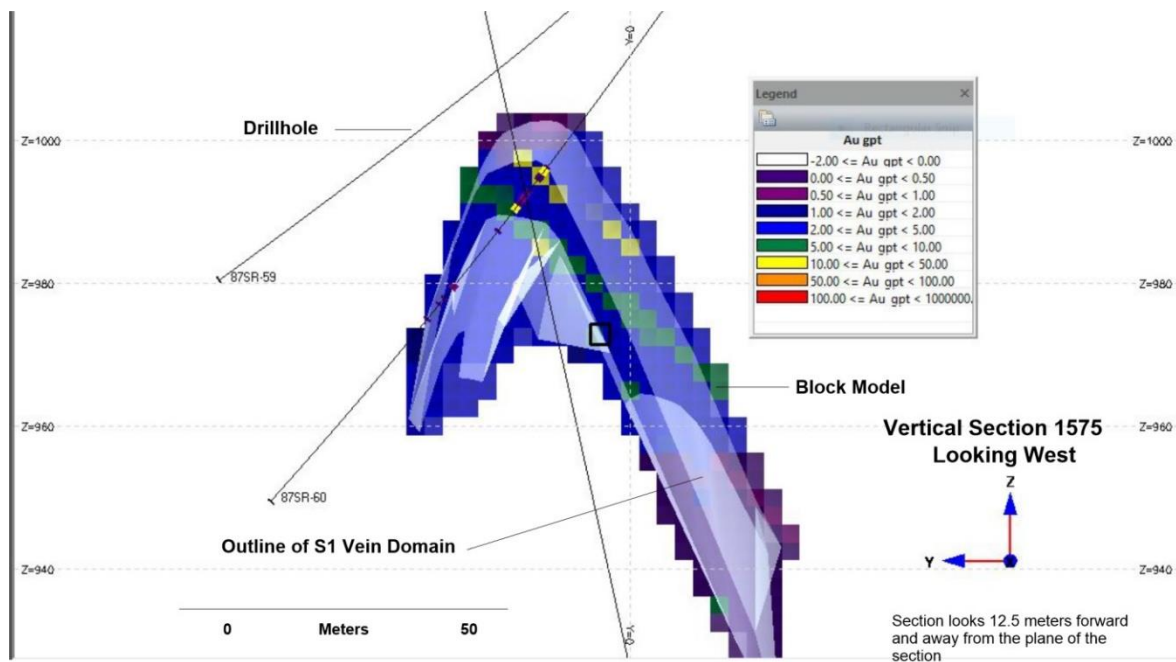 Y=0
Legend
Drillhole
Au gpt
Z=1000
Z=1000
-2.00 <= Au gpt < 0.00
0.00 <= Au gpt < 0.50
0.50 <= Au gpt < 1.00
1.00 <= Au gpt < 2.00
2.00 <= Au gpt < 5.00
5.00 <= Au gpt < 10.00
10.00 <= Au gpt < 50.00
50.00 <= Au gpt < 100.00
100.00 <= Au gpt < 1000000.
87SR-59
Z=980
Z=980
Block Model
Z=960
Z=960
Vertical Section 1575
Looking West
Z
87SR-60
Outline of S1 Vein Domain
Y
Z=940
Z=940
0 Meters 50
Y=0
Section looks 12.5 meters forward
and away from the plane of the
section